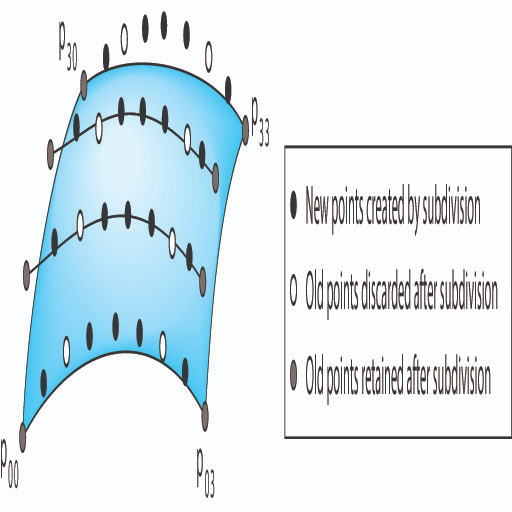 p30
p33
New points created by subdivision
Old points discarded after subdivision
Old points retained after subdivision
p00
p03